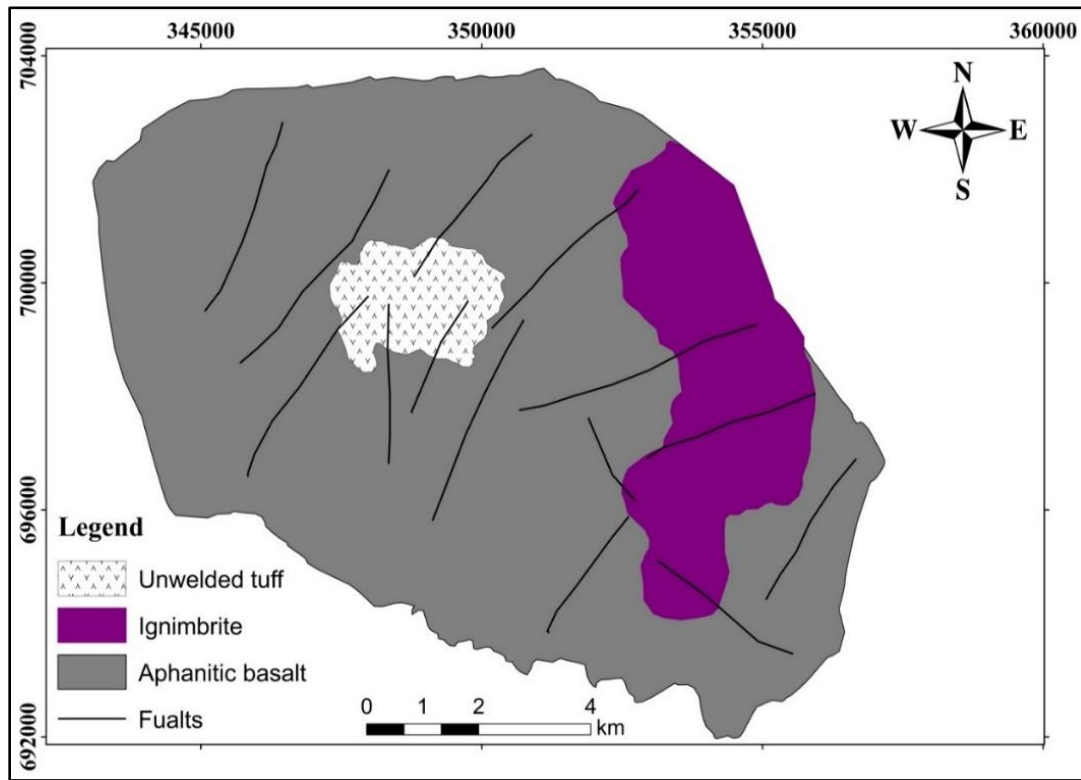 345000 350000 355000 360000
704000
700000
696000
692000
N
W E
S
Legend
Unwelded tuff
Ignimbrite
Aphanitic basalt
Fualts
0 1 2 4
km